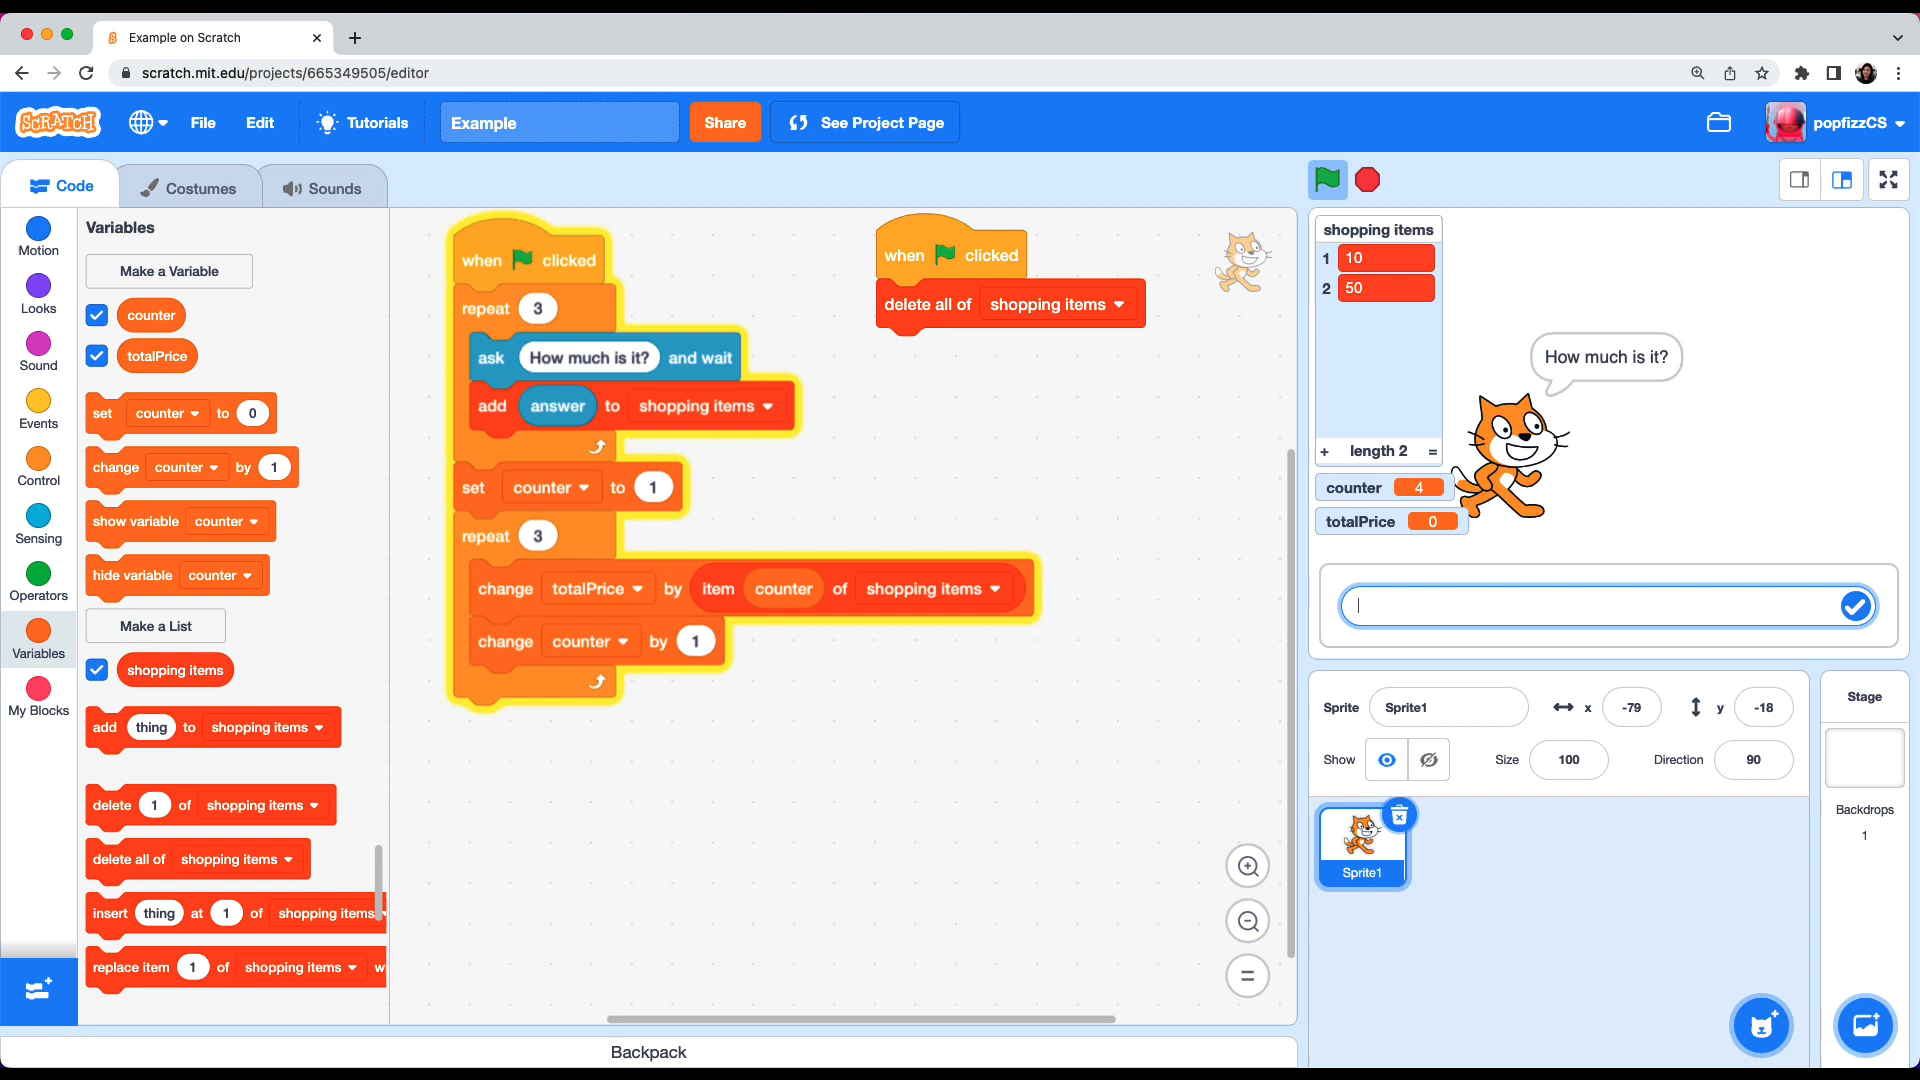 Example on Scratch
scratch.mit.edu/projects/665349505/editor
SCRATCH
File
Edit
Tutorials
Example
Share
See Project Page
popfizzCS
Code
Costumes
Sounds
Motion
Looks
Sound
Events
Control
Sensing
Operators
Variables
My Blocks
Variables
Make a Variable
counter
totalPrice
set counter to 0
change counter by 1
show variable counter
hide variable counter
Make a List
shopping items
add thing to shopping items
delete 1 of shopping items
delete all of shopping items
insert thing at 1 of shopping items
replace item 1 of shopping items w
when clicked
repeat 3
ask How much is it? and wait
add answer to shopping items
set counter to 1
repeat 3
change totalPrice by item counter of shopping items
change counter by 1
when clicked
delete all of shopping items
Backpack
shopping items
1 10
2 50
+ length 2 =
counter 4
totalPrice 0
How much is it?
Sprite Sprite1 x -79 y -18
Show Size 100 Direction 90
Sprite1
Stage
Backdrops
1